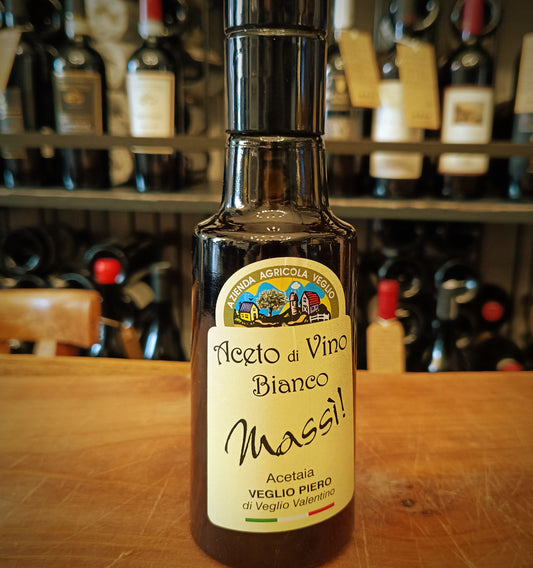 AZIENDA AGRICOLA VEGLIO
Aceto di Vino
Bianco
Massì!
Acetaia
VEGLIO PIERO
di Veglio Valentino